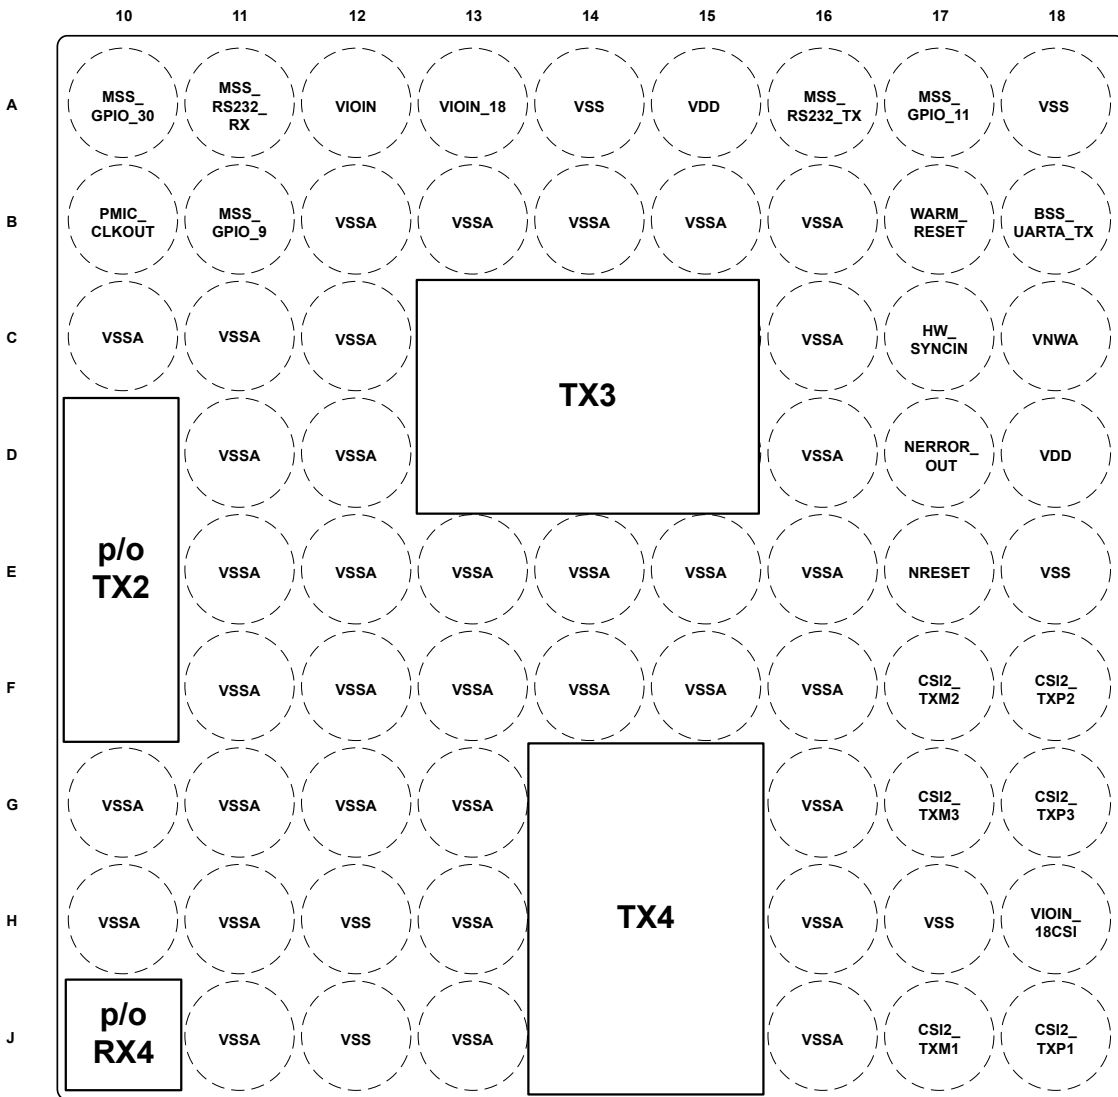 10 11 12 13 14 15 16 17 18
A
MSS_
GPIO_30
MSS_
RS232_
RX
VIOIN
VIOIN_18
VSS
VDD
MSS_
RS232_TX
MSS_
GPIO_11
VSS
B
PMIC_
CLKOUT
MSS_
GPIO_9
VSSA
VSSA
VSSA
VSSA
VSSA
WARM_
RESET
BSS_
UARTA_TX
C
VSSA
VSSA
VSSA
TX3
VSSA
HW_
SYNCIN
VNWA
D
VSSA
VSSA
VSSA
NERROR_
OUT
VDD
E
p/o
TX2
VSSA
VSSA
VSSA
VSSA
VSSA
VSSA
NRESET
VSS
F
VSSA
VSSA
VSSA
VSSA
VSSA
VSSA
CSI2_
TXM2
CSI2_
TXP2
G
VSSA
VSSA
VSSA
VSSA
VSSA
CSI2_
TXM3
CSI2_
TXP3
H
VSSA
VSSA
VSS
VSSA
TX4
VSSA
VSS
VIOIN_
18CSI
J
p/o
RX4
VSSA
VSS
VSSA
VSSA
CSI2_
TXM1
CSI2_
TXP1